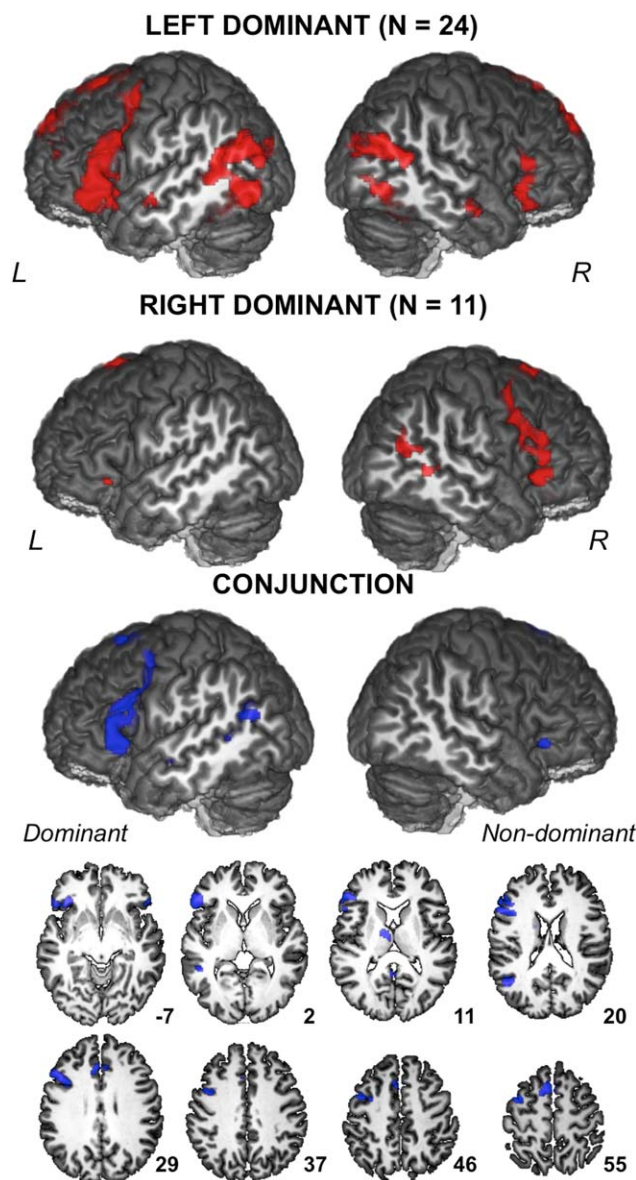 LEFT DOMINANT (N = 24)
L R
RIGHT DOMINANT (N = 11)
L R
CONJUNCTION
Dominant Non-dominant
-7 2 11 20
29 37 46 55